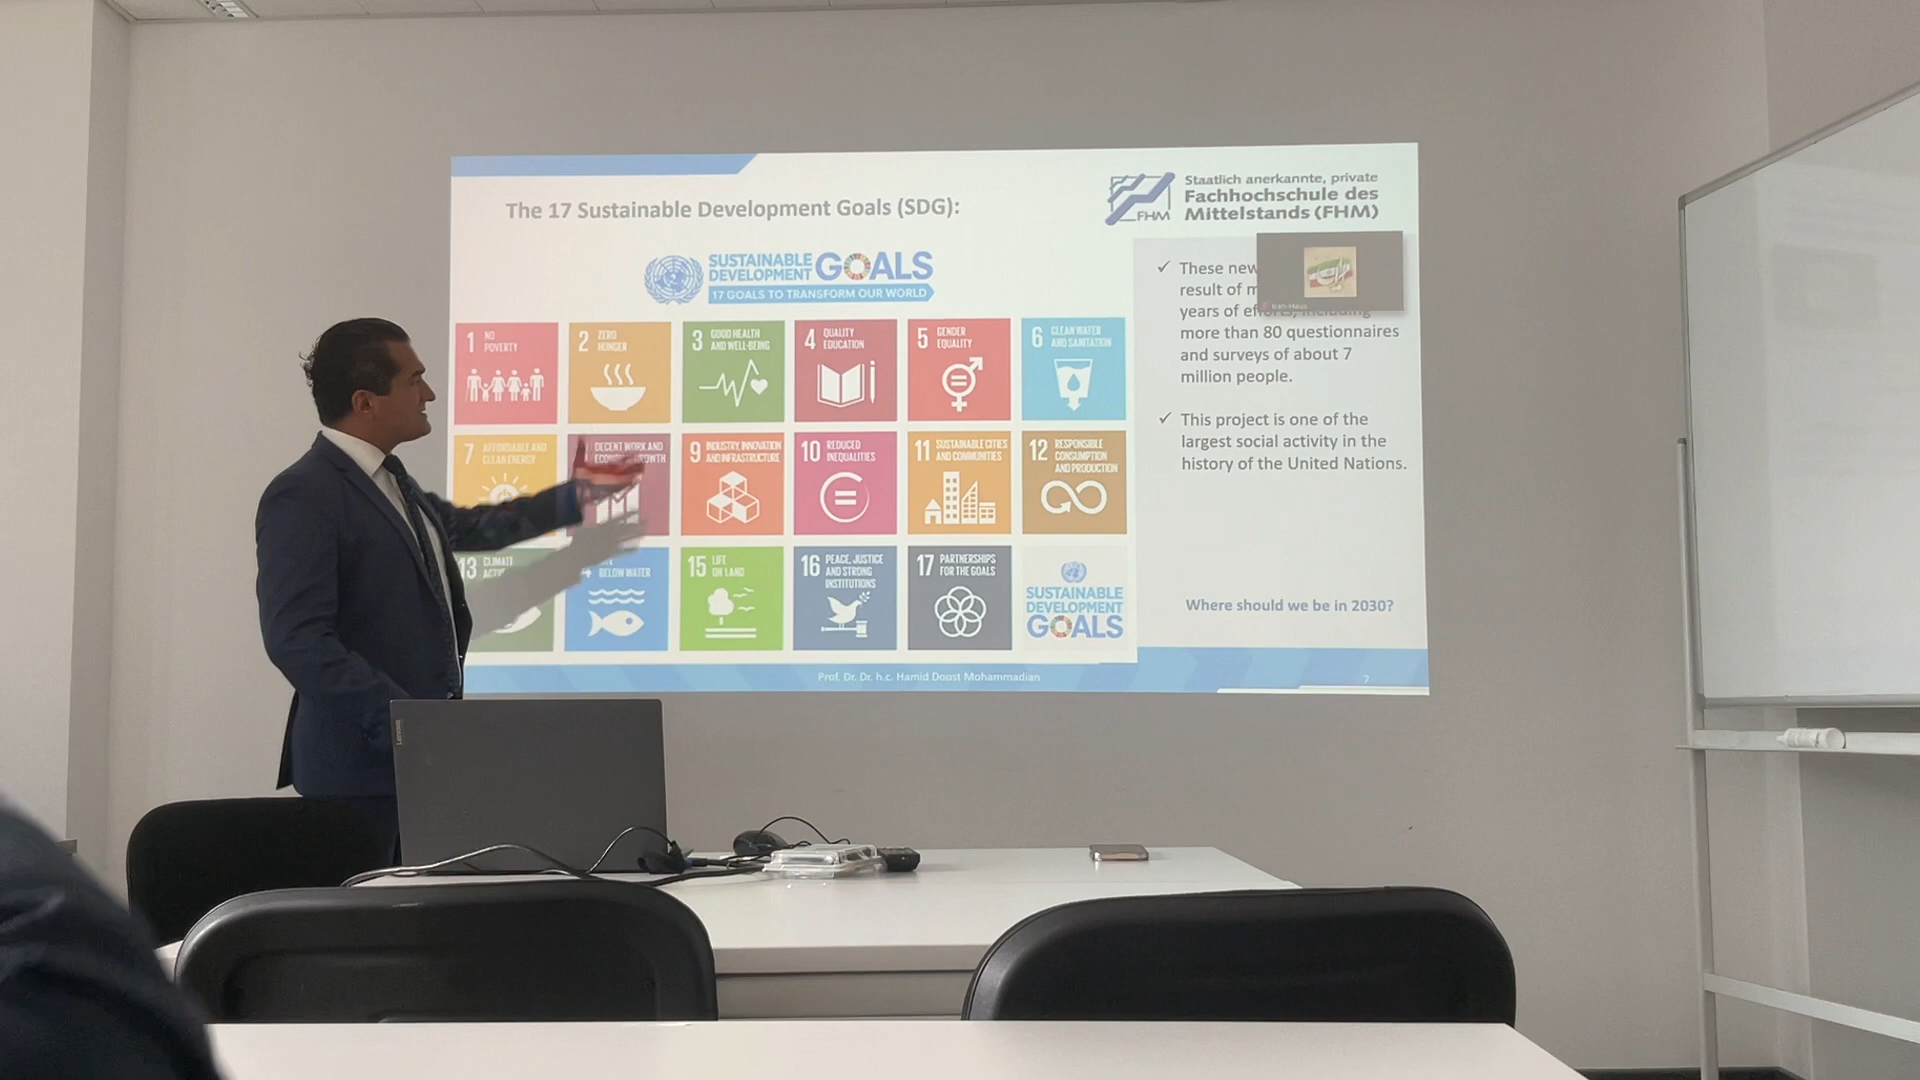 The 17 Sustainable Development Goals (SDG):
FHM
Staatlich anerkannte, private
Fachhochschule des
Mittelstands (FHM)
SUSTAINABLE
DEVELOPMENT
GOALS
17 GOALS TO TRANSFORM OUR WORLD
1 NO
POVERTY
2 ZERO
HUNGER
3 GOOD HEALTH
AND WELL-BEING
4 QUALITY
EDUCATION
5 GENDER
EQUALITY
6 CLEAN WATER
AND SANITATION
7 AFFORDABLE AND
CLEAN ENERGY
DECENT WORK AND
ECONOMIC GROWTH
9 INDUSTRY, INNOVATION
AND INFRASTRUCTURE
10 REDUCED
INEQUALITIES
11 SUSTAINABLE CITIES
AND COMMUNITIES
12 RESPONSIBLE
CONSUMPTION
AND PRODUCTION
13 CLIMATE
BELOW WATER
15 LIFE
ON LAND
16 PEACE, JUSTICE
AND STRONG
INSTITUTIONS
17 PARTNERSHIPS
FOR THE GOALS
SUSTAINABLE
DEVELOPMENT
GOALS
✓ These new
result of
years of efforts, including
more than 80 questionnaires
and surveys of about 7
million people.
✓ This project is one of the
largest social activity in the
history of the United Nations.
Where should we be in 2030?
Prof. Dr. Dr. h.c. Hamid Doost Mohammadian
7
Lenovo